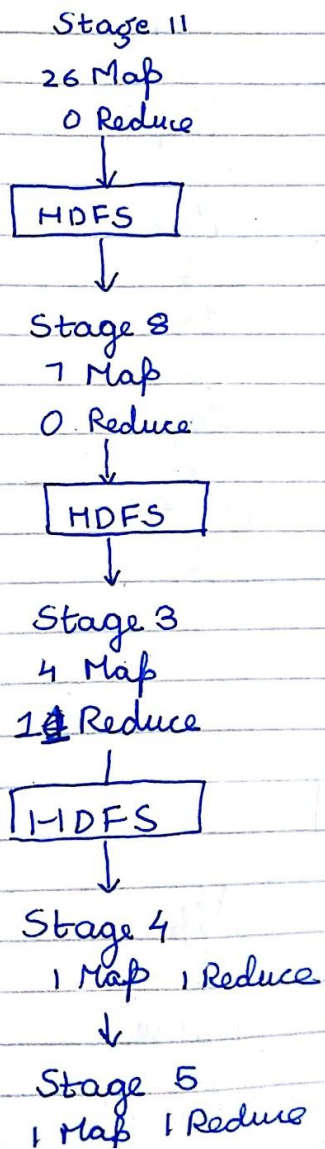 Stage 11
26 Map
0 Reduce
HDFS
Stage 8
7 Map
0 Reduce
HDFS
Stage 3
4 Map
Reduce
HDFS
Stage 4
1 Map 1 Reduce
Stage 5
1 Map 1 Reduce